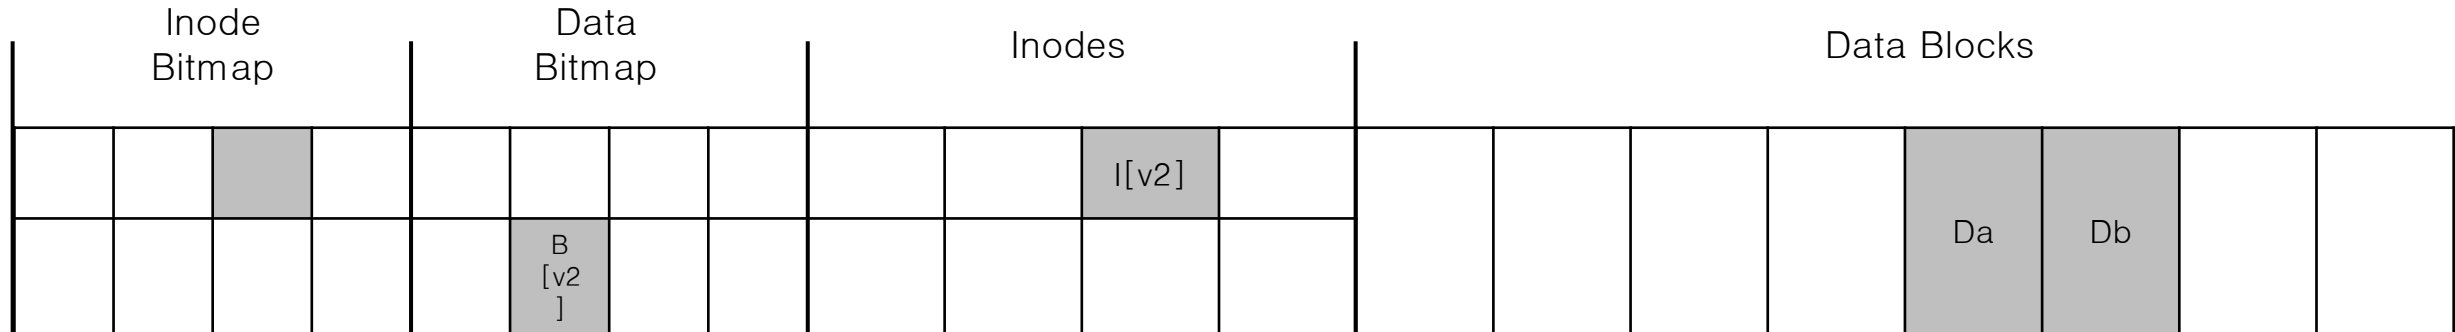 Inode
Bitmap
Data
Bitmap
Inodes
Data Blocks
I[v2]
B
[v2
]
Da
Db